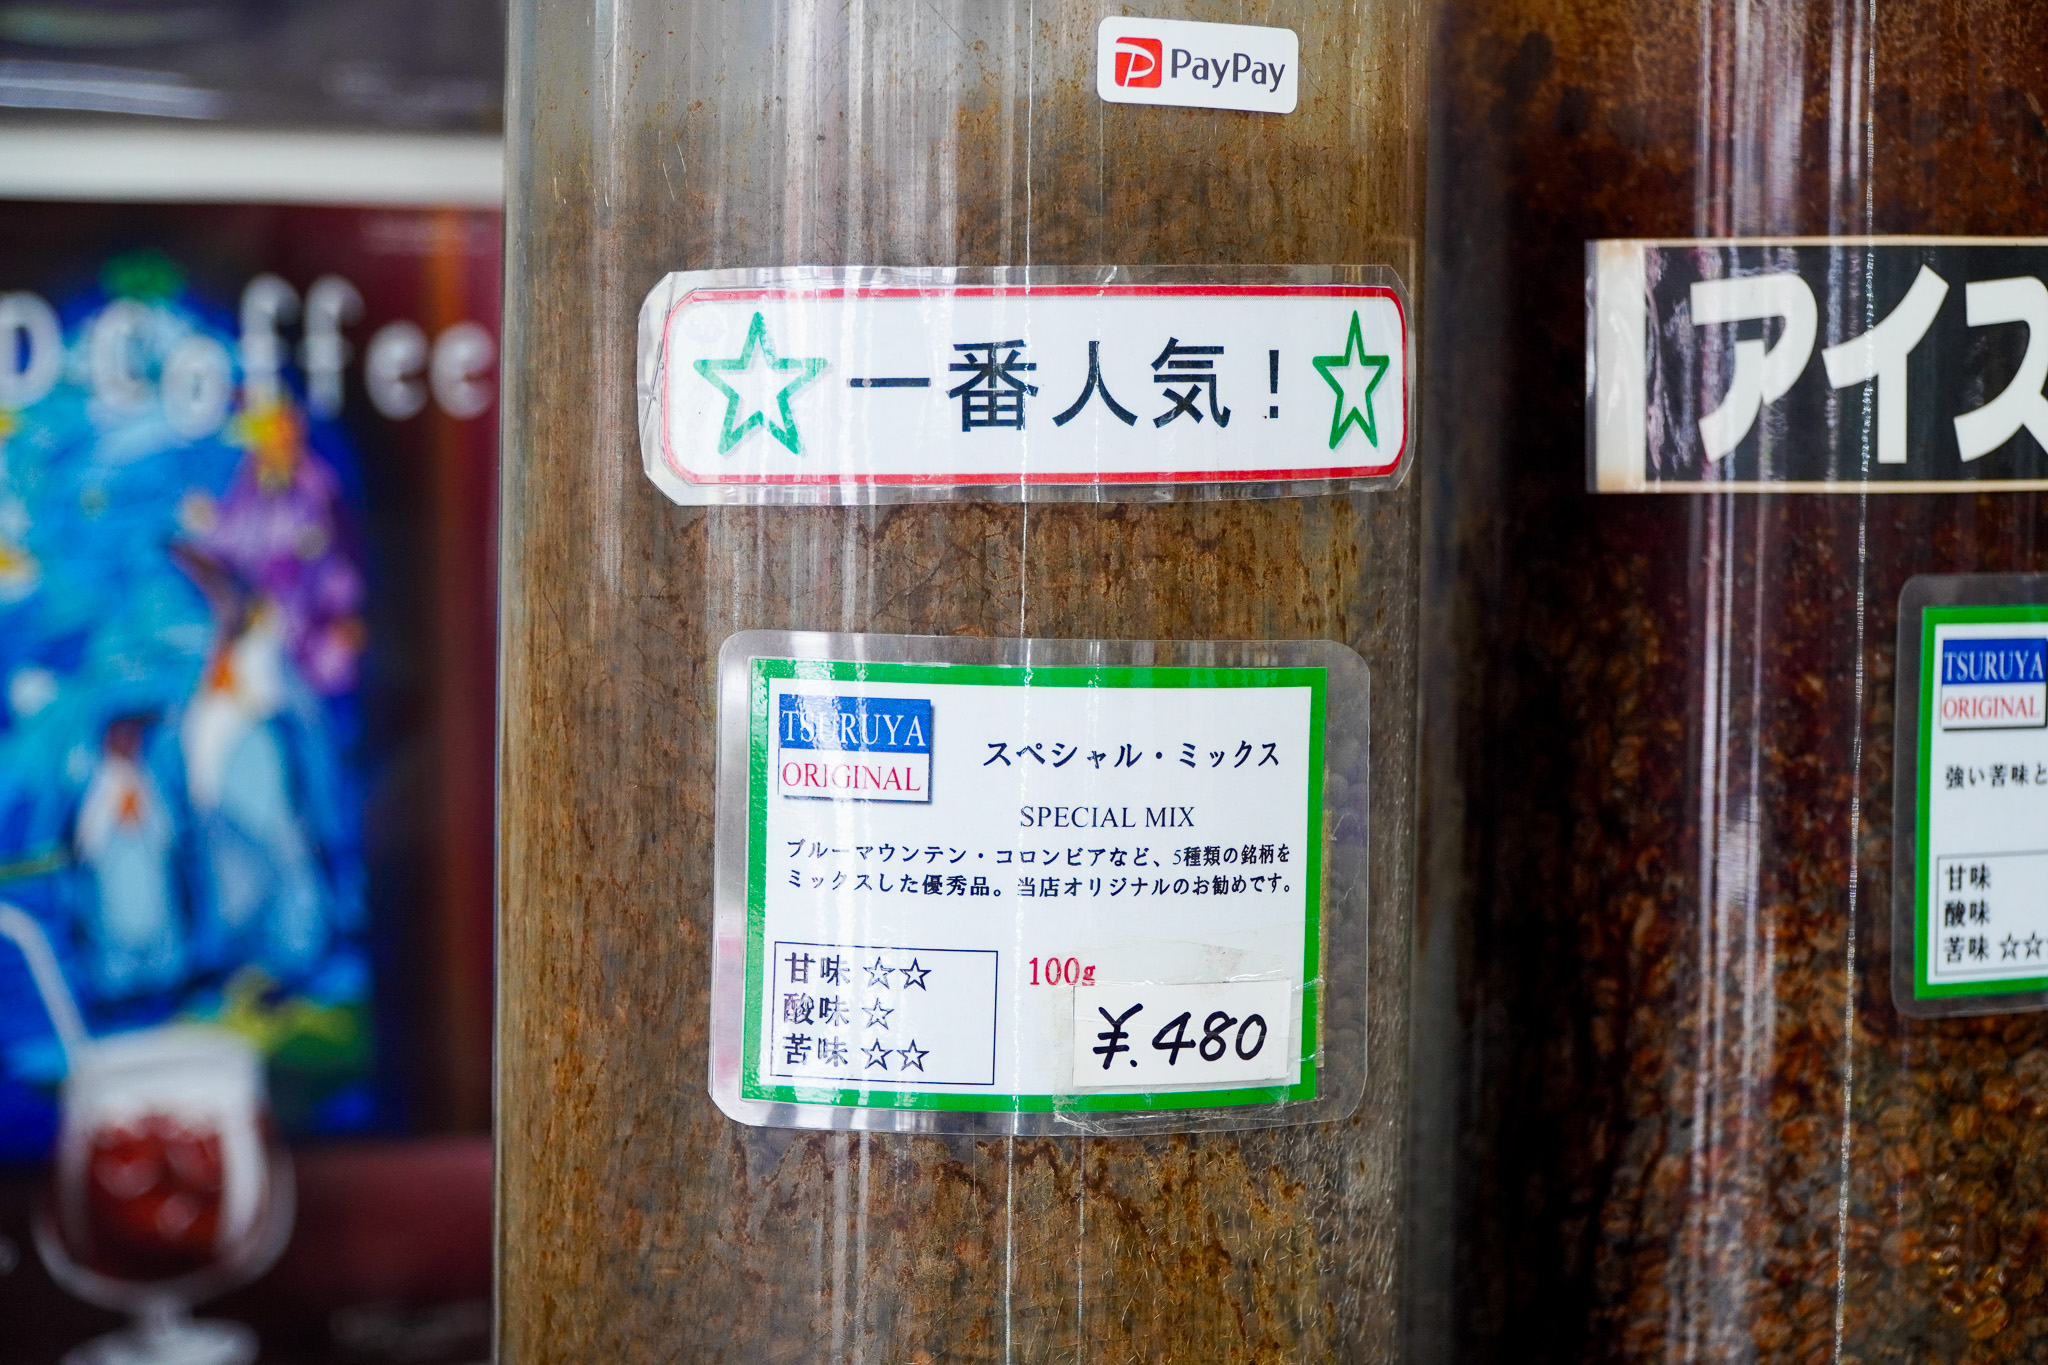 PayPay
☆一番人気！☆
TSURUYA
ORIGINAL
スペシャル・ミックス
SPECIAL MIX
ブルーマウンテン・コロンビアなど、5種類の銘柄を
ミックスした優秀品。当店オリジナルのお勧めです。
甘味 ☆☆
酸味 ☆
苦味 ☆☆
100g
¥.480
アイス
TSURUYA
ORIGINAL
強い苦味と
甘味
酸味
苦味 ☆☆
Coffee